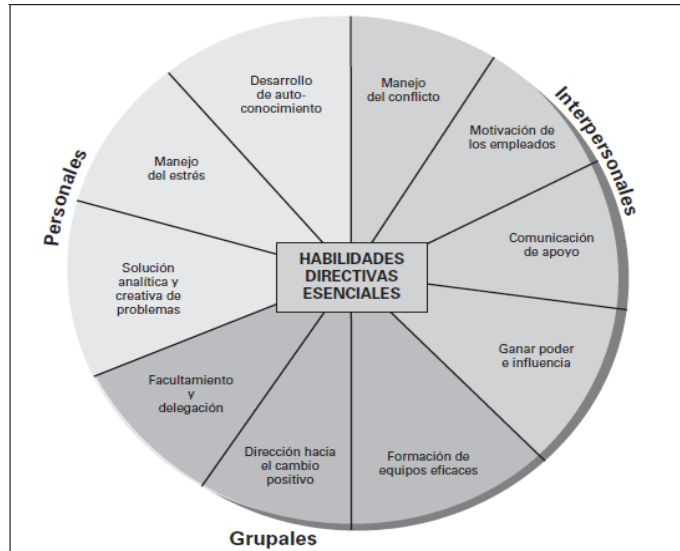 Desarrollo
de auto-
conocimiento
Manejo
del conflicto
Motivación de
los empleados
Interpersonales
Comunicación
de apoyo
Ganar poder
e influencia
Formación de
equipos eficaces
Dirección hacia
el cambio
positivo
Grupales
Facultamiento
y
delegación
Solución
analítica y
creativa de
problemas
Manejo
del estrés
Personales
HABILIDADES
DIRECTIVAS
ESENCIALES